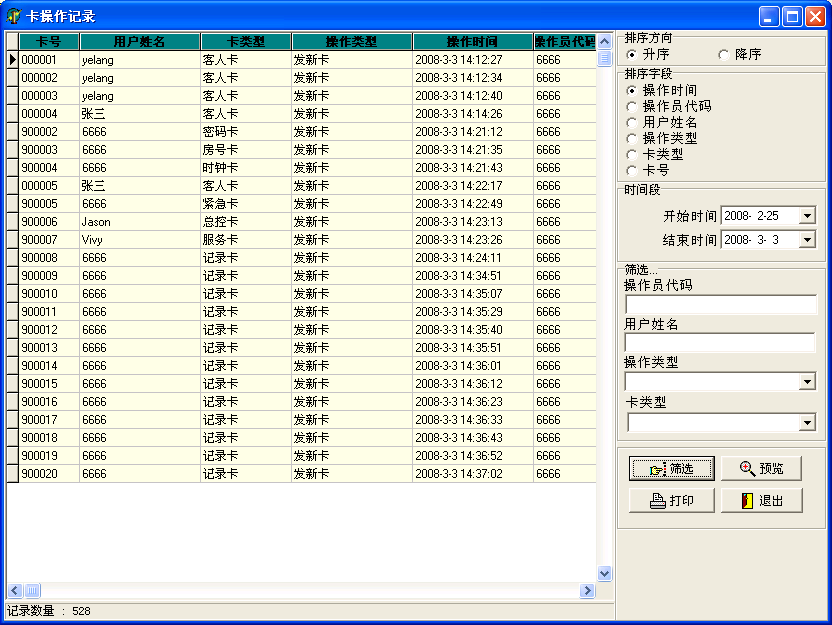 卡操作记录
卡号 用户姓名 卡类型 操作类型 操作时间 操作员代码
000001 yelang 客人卡 发新卡 2008-3-3 14:12:27 6666
000002 yelang 客人卡 发新卡 2008-3-3 14:12:34 6666
000003 yelang 客人卡 发新卡 2008-3-3 14:12:40 6666
000004 张三 客人卡 发新卡 2008-3-3 14:14:26 6666
900002 6666 密码卡 发新卡 2008-3-3 14:21:12 6666
900003 6666 房号卡 发新卡 2008-3-3 14:21:35 6666
900004 6666 时钟卡 发新卡 2008-3-3 14:21:43 6666
000005 张三 客人卡 发新卡 2008-3-3 14:22:17 6666
900005 6666 紧急卡 发新卡 2008-3-3 14:22:49 6666
900006 Jason 总控卡 发新卡 2008-3-3 14:23:13 6666
900007 Vivy 服务卡 发新卡 2008-3-3 14:23:26 6666
900008 6666 记录卡 发新卡 2008-3-3 14:24:11 6666
900009 6666 记录卡 发新卡 2008-3-3 14:34:51 6666
900010 6666 记录卡 发新卡 2008-3-3 14:35:07 6666
900011 6666 记录卡 发新卡 2008-3-3 14:35:29 6666
900012 6666 记录卡 发新卡 2008-3-3 14:35:40 6666
900013 6666 记录卡 发新卡 2008-3-3 14:35:51 6666
900014 6666 记录卡 发新卡 2008-3-3 14:36:01 6666
900015 6666 记录卡 发新卡 2008-3-3 14:36:12 6666
900016 6666 记录卡 发新卡 2008-3-3 14:36:23 6666
900017 6666 记录卡 发新卡 2008-3-3 14:36:33 6666
900018 6666 记录卡 发新卡 2008-3-3 14:36:43 6666
900019 6666 记录卡 发新卡 2008-3-3 14:36:52 6666
900020 6666 记录卡 发新卡 2008-3-3 14:37:02 6666
记录数量 : 528
排序方向
升序 降序
排序字段
操作时间
操作员代码
用户姓名
操作类型
卡类型
卡号
时间段
开始时间 2008- 2-25
结束时间 2008- 3- 3
筛选...
操作员代码
用户姓名
操作类型
卡类型
筛选 预览
打印 退出